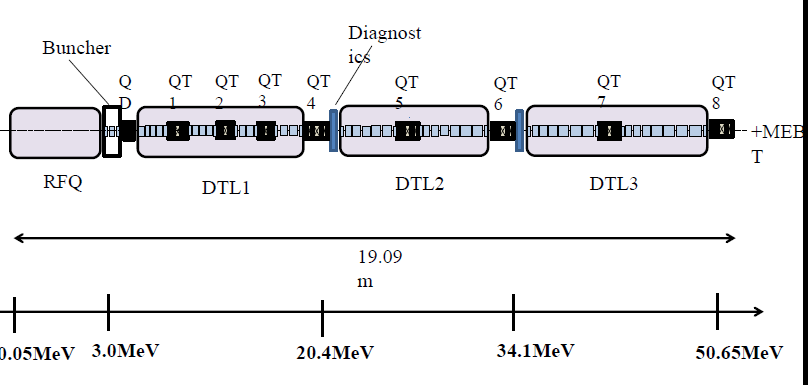 Diagnost
ics
Buncher
Q
D
QT
1
QT
2
QT
3
QT
4
QT
5
QT
6
QT
7
QT
8
+MEB
T
RFQ
DTL1
DTL2
DTL3
19.09
m
0.05MeV
3.0MeV
20.4MeV
34.1MeV
50.65MeV